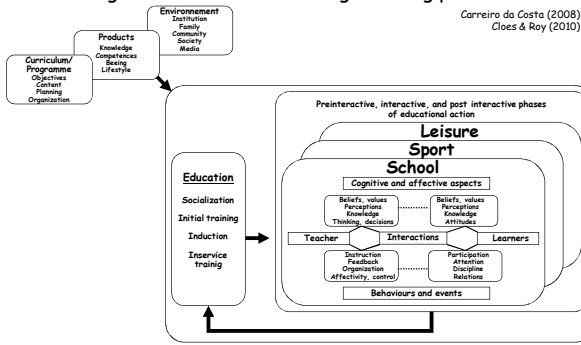 Carreiro da Costa (2008)
Cloes & Roy (2010)
Environnement
Institution
Family
Community
Society
Media
Products
Knowledge
Competences
Beeing
Lifestyle
Curriculum/
Programme
Objectives
Content
Planning
Organization
Preinteractive, interactive, and post interactive phases
of educational action
Leisure
Sport
School
Cognitive and affective aspects
Education
Socialization
Initial training
Induction
Inservice
trainig
Beliefs, values
Perceptions
Knowledge
Thinking, decisions
Beliefs, values
Perceptions
Knowledge
Attitudes
Teacher
Interactions
Learners
Instruction
Feedback
Organization
Affectivity, control
Participation
Attention
Discipline
Relations
Behaviours and events